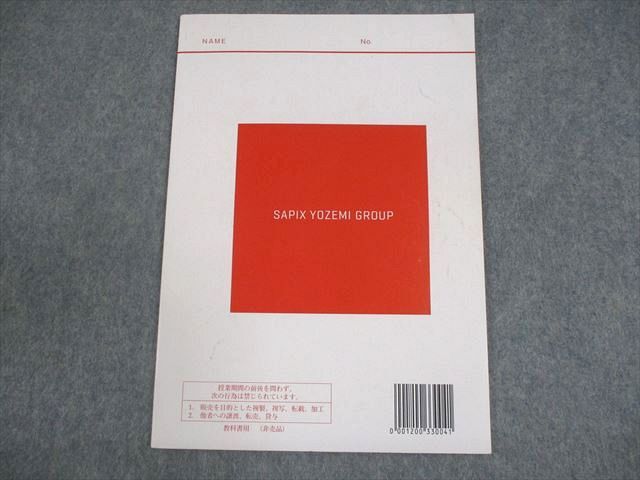 NAME No.
SAPIX YOZEMI GROUP
授業期間の前後を問わず、
次の行為は禁じられています。
1. 販売を目的とした複製、複写、転載、加工
2. 他者への譲渡、転売、貸与
教科書用 (非売品)
0001200330041